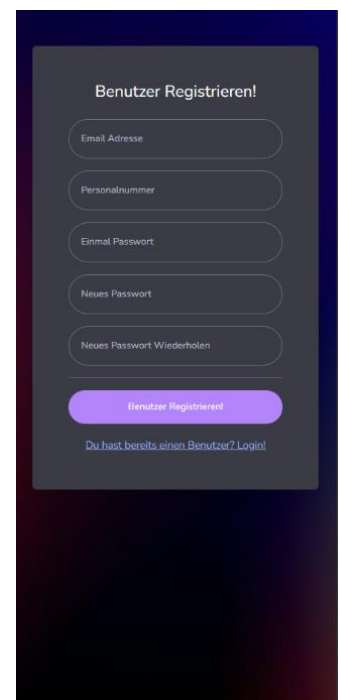 Benutzer Registrieren!
Email Adresse
Personalnummer
Einmal Passwort
Neues Passwort
Neues Passwort Wiederholen
Benutzer Registrieren!
Du hast bereits einen Benutzer? Login!